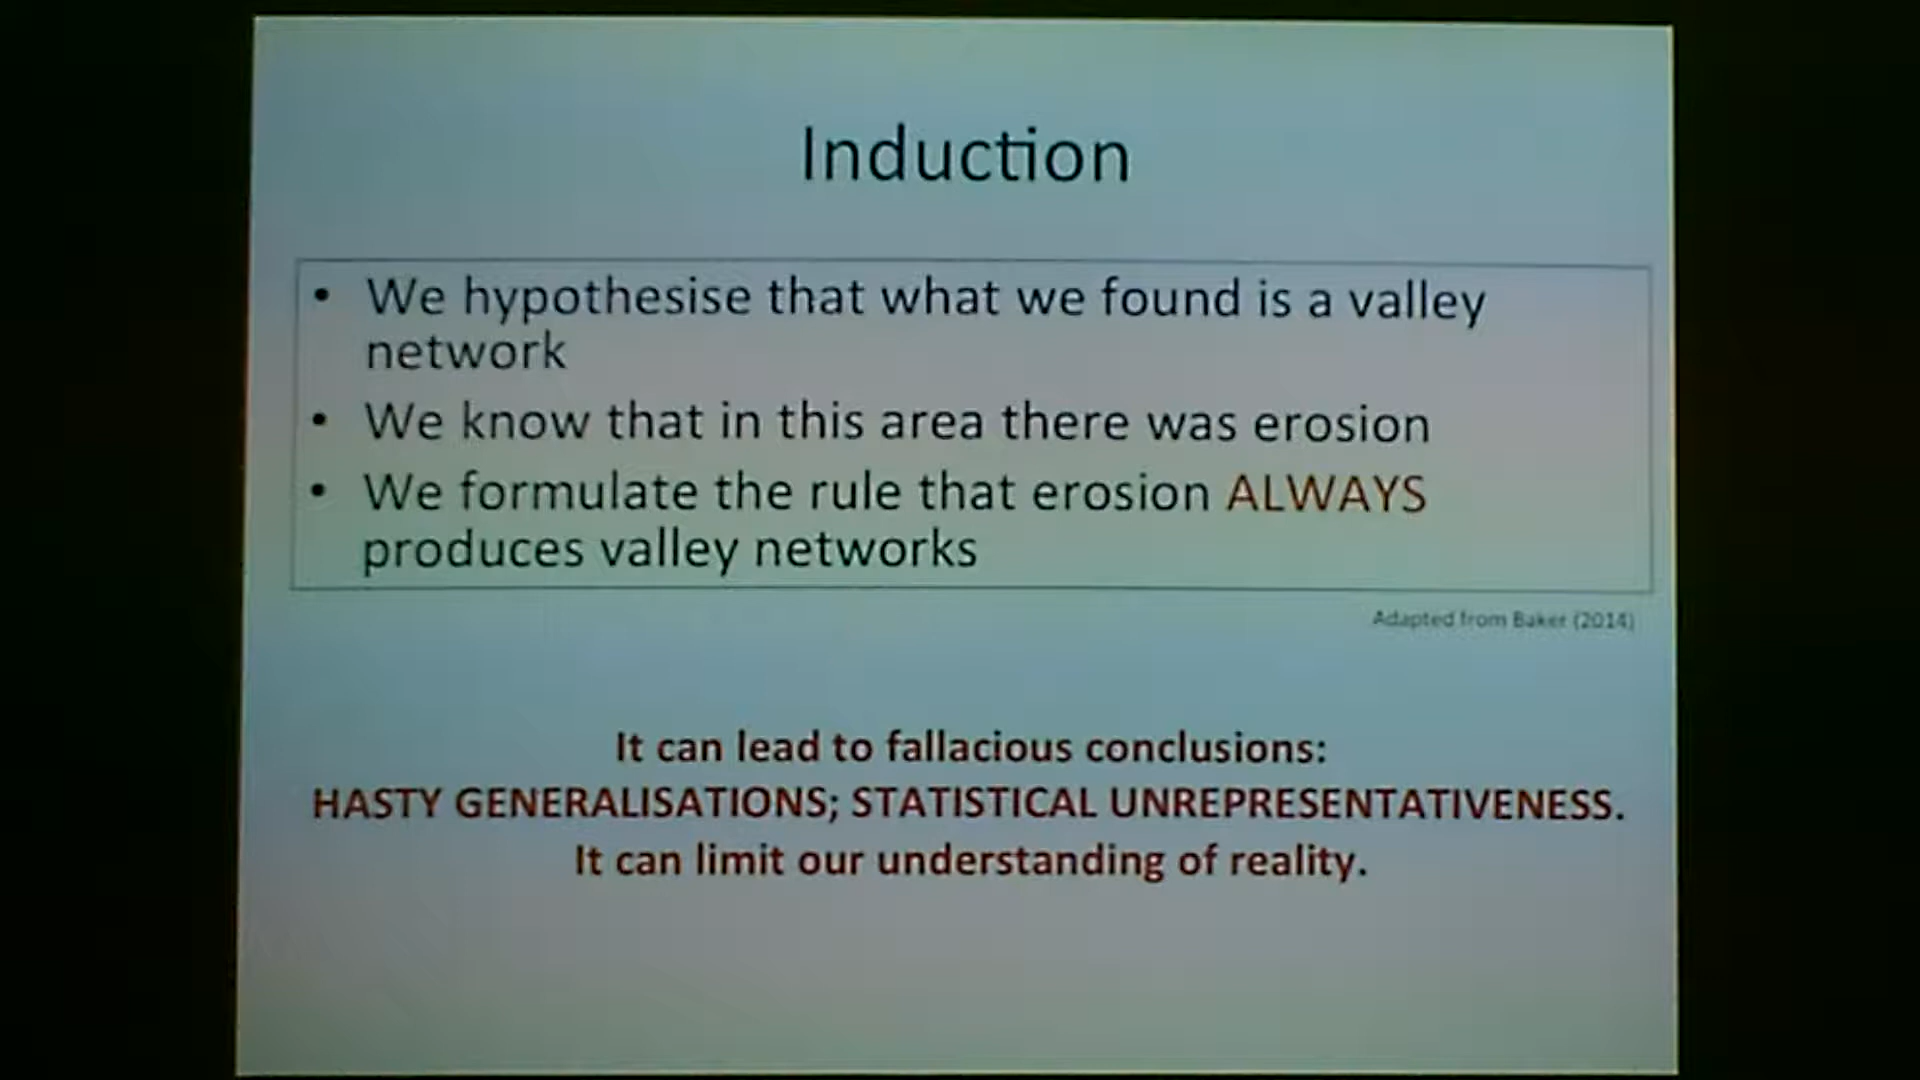 Induction
• We hypothesise that what we found is a valley
network
• We know that in this area there was erosion
• We formulate the rule that erosion ALWAYS
produces valley networks
Adapted from Baker (2014)
It can lead to fallacious conclusions:
HASTY GENERALISATIONS; STATISTICAL UNREPRESENTATIVENESS.
It can limit our understanding of reality.